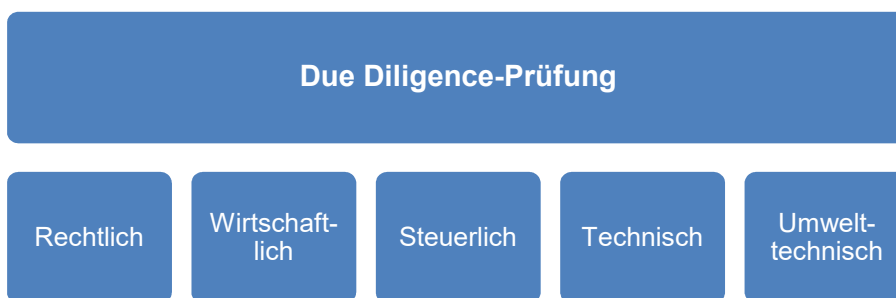 Due Diligence-Prüfung
Rechtlich
Wirtschaft-
lich
Steuerlich
Technisch
Umwelt-
technisch